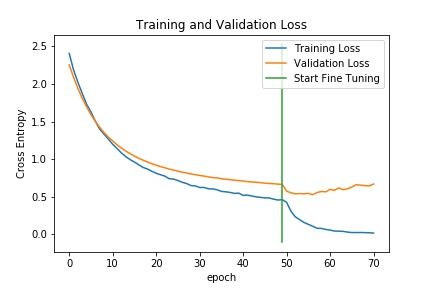 Training and Validation Loss
Training Loss
Validation Loss
Start Fine Tuning
Cross Entropy
2.5
2.0
1.5
1.0
0.5
0.0
0 10 20 30 40 50 60 70
epoch